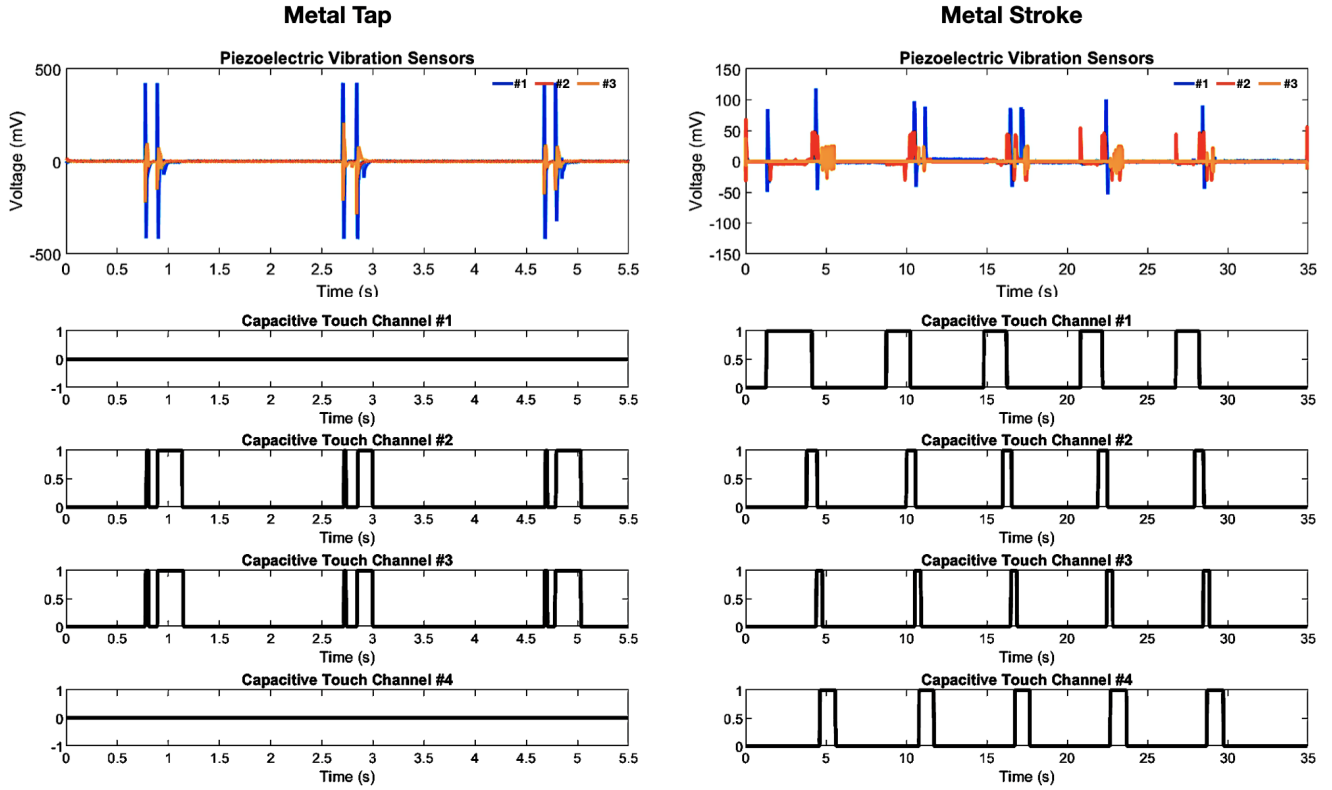 Metal Tap
Piezoelectric Vibration Sensors
#1 #2 #3
500
0
-500
Voltage (mV)
0 0.5 1 1.5 2 2.5 3 3.5 4 4.5 5 5.5
Time (s)
Capacitive Touch Channel #1
1
0
-1
0 0.5 1 1.5 2 2.5 3 3.5 4 4.5 5 5.5
Time (s)
Capacitive Touch Channel #2
1
0.5
0
0 0.5 1 1.5 2 2.5 3 3.5 4 4.5 5 5.5
Time (s)
Capacitive Touch Channel #3
1
0.5
0
0 0.5 1 1.5 2 2.5 3 3.5 4 4.5 5 5.5
Time (s)
Capacitive Touch Channel #4
1
0
-1
0 0.5 1 1.5 2 2.5 3 3.5 4 4.5 5 5.5
Time (s)
Metal Stroke
Piezoelectric Vibration Sensors
#1 #2 #3
150
100
50
0
-50
-100
-150
Voltage (mV)
0 5 10 15 20 25 30 35
Time (s)
Capacitive Touch Channel #1
1
0.5
0
0 5 10 15 20 25 30 35
Time (s)
Capacitive Touch Channel #2
1
0.5
0
0 5 10 15 20 25 30 35
Time (s)
Capacitive Touch Channel #3
1
0.5
0
0 5 10 15 20 25 30 35
Time (s)
Capacitive Touch Channel #4
1
0.5
0
0 5 10 15 20 25 30 35
Time (s)